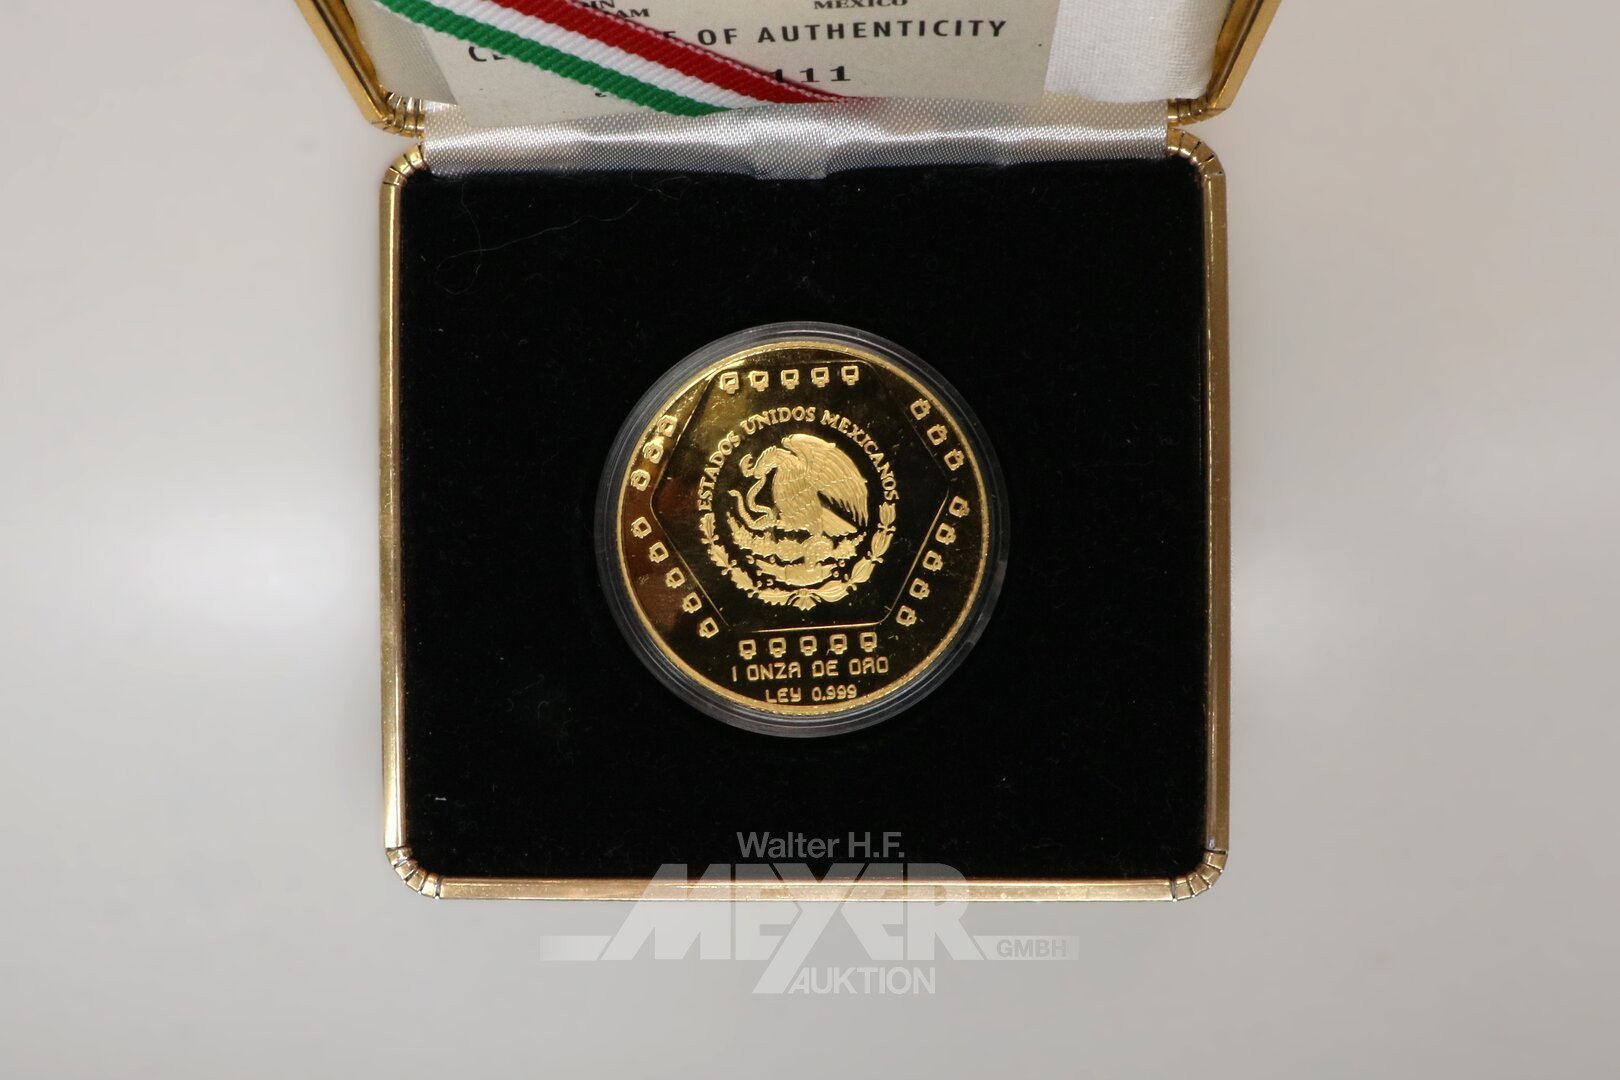 MEXICO
OF AUTHENTICITY
111
ESTADOS UNIDOS MEXICANOS
1 ONZA DE ORO
LEY 0.999
Walter H.F.
MEYER
GMBH
AUKTION